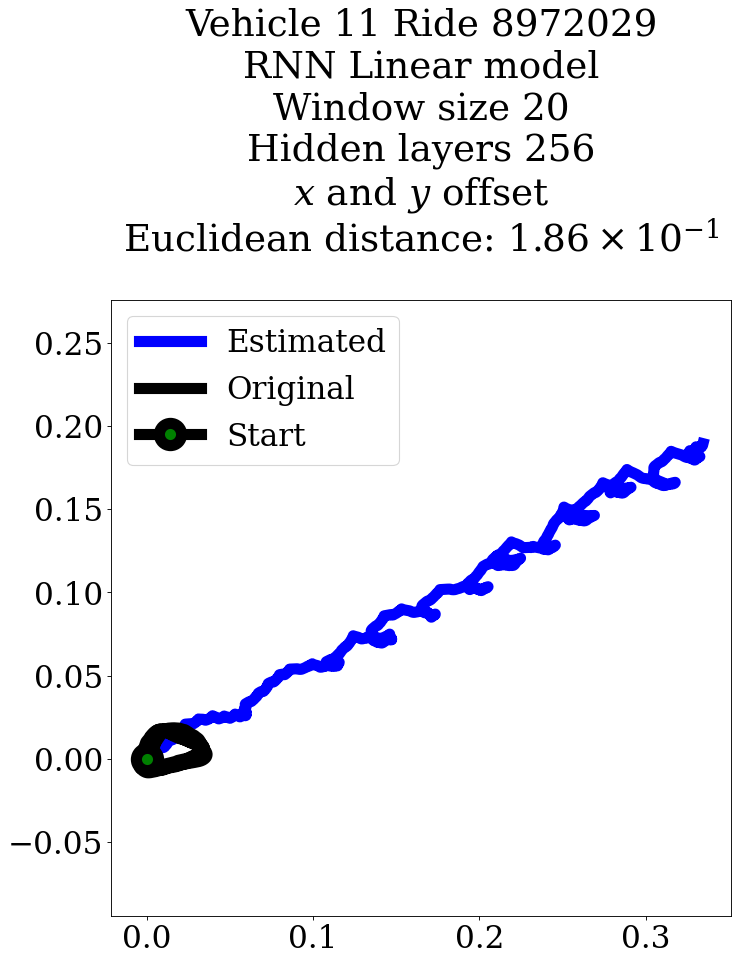 Vehicle 11 Ride 8972029
RNN Linear model
Window size 20
Hidden layers 256
x and y offset
Euclidean distance: 1.86 × 10⁻¹
Estimated
Original
Start
0.25
0.20
0.15
0.10
0.05
0.00
−0.05
0.0 0.1 0.2 0.3